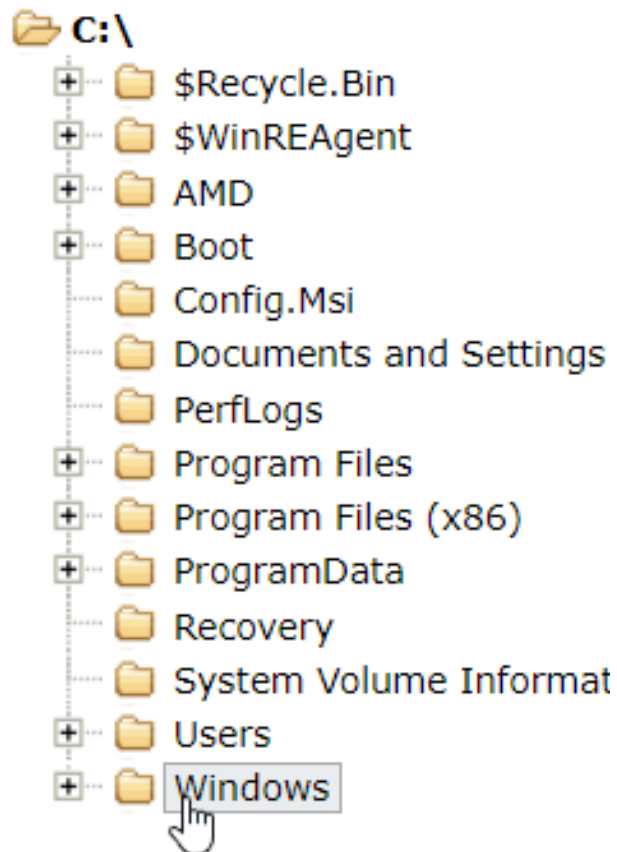 C:\
$Recycle.Bin
$WinREAgent
AMD
Boot
Config.Msi
Documents and Settings
PerfLogs
Program Files
Program Files (x86)
ProgramData
Recovery
System Volume Informat
Users
Windows